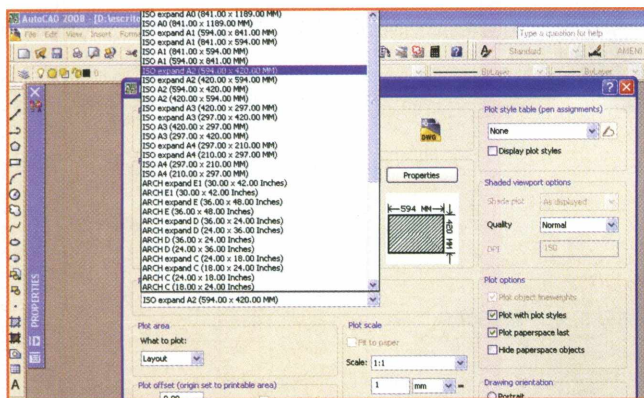 AutoCAD 2008 - [D:\escrito
File Edit View Insert Form
Type a question for help
Standard
ByLayer
ByLayer
PROPERTIES
ISO expand A0 (841.00 x 1189.00 MM)
ISO A0 (841.00 x 1189.00 MM)
ISO expand A1 (594.00 x 841.00 MM)
ISO expand A1 (841.00 x 594.00 MM)
ISO A1 (841.00 x 594.00 MM)
ISO A1 (594.00 x 841.00 MM)
ISO expand A2 (594.00 x 420.00 MM)
ISO expand A2 (420.00 x 594.00 MM)
ISO A2 (594.00 x 420.00 MM)
ISO A2 (420.00 x 594.00 MM)
ISO expand A3 (420.00 x 297.00 MM)
ISO expand A3 (297.00 x 420.00 MM)
ISO A3 (420.00 x 297.00 MM)
ISO A3 (297.00 x 420.00 MM)
ISO expand A4 (297.00 x 210.00 MM)
ISO expand A4 (210.00 x 297.00 MM)
ISO A4 (297.00 x 210.00 MM)
ISO A4 (210.00 x 297.00 MM)
ARCH expand E1 (30.00 x 42.00 Inches)
ARCH E1 (30.00 x 42.00 Inches)
ARCH expand E (36.00 x 48.00 Inches)
ARCH E (36.00 x 48.00 Inches)
ARCH expand D (36.00 x 24.00 Inches)
ARCH expand D (24.00 x 36.00 Inches)
ARCH D (36.00 x 24.00 Inches)
ARCH D (24.00 x 36.00 Inches)
ARCH expand C (24.00 x 18.00 Inches)
ARCH expand C (18.00 x 24.00 Inches)
ARCH C (24.00 x 18.00 Inches)
ARCH C (18.00 x 24.00 Inches)
ISO expand A2 (594.00 x 420.00 MM)
DWG
Properties
594 MM
420 MM
Plot area
What to plot:
Layout
Plot offset (origin set to printable area)
0.00
Plot scale
Fit to paper
Scale: 1:1
1 mm =
Plot style table (pen assignments)
None
Display plot styles
Shaded viewport options
Shade plot As displayed
Quality Normal
DPI 150
Plot options
Plot object lineweights
Plot with plot styles
Plot paperspace last
Hide paperspace objects
Drawing orientation
Portrait